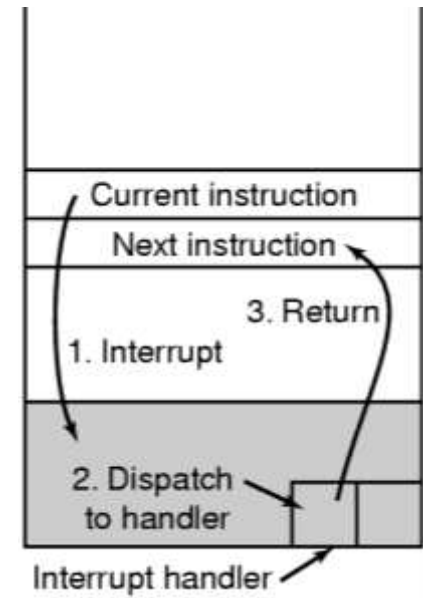 Current instruction
Next instruction
3. Return
1. Interrupt
2. Dispatch
to handler
Interrupt handler